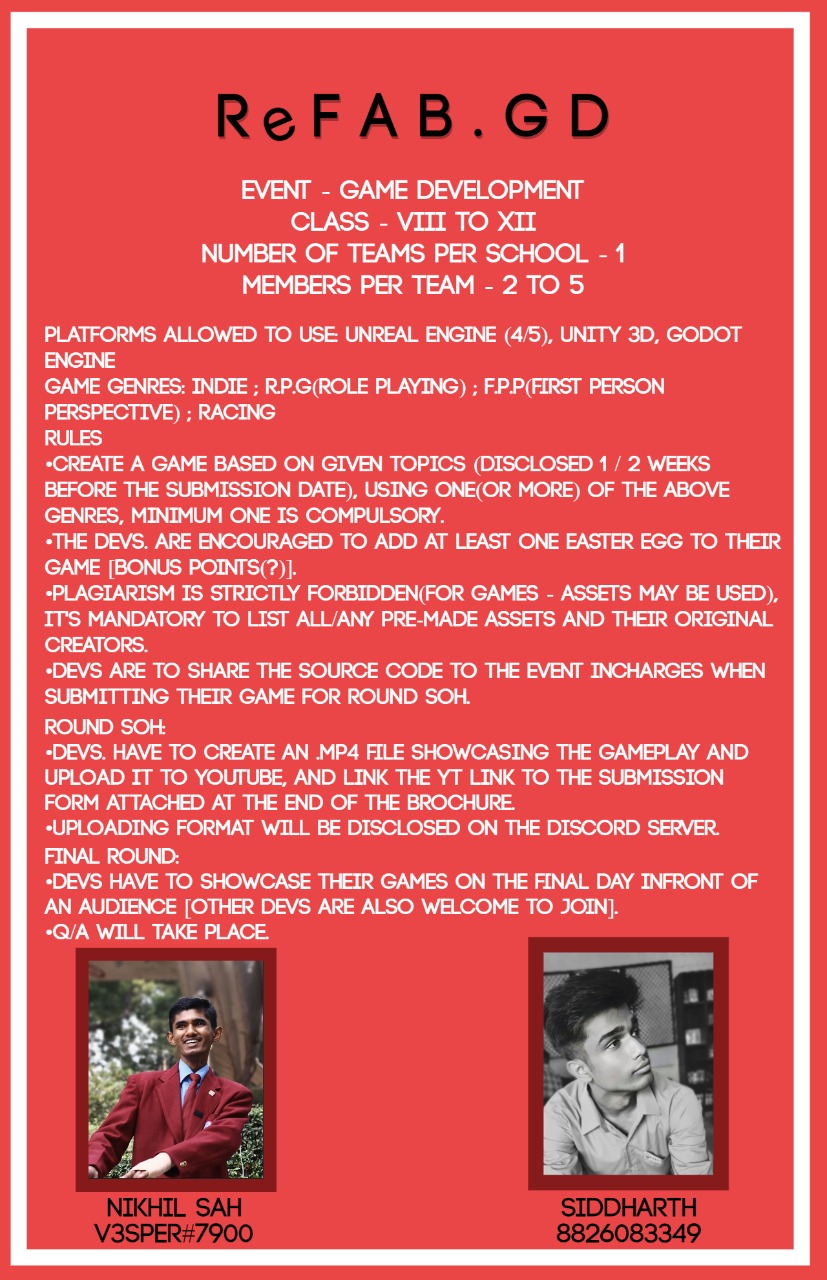 ReFAB.GD
EVENT - GAME DEVELOPMENT
CLASS - VIII TO XII
NUMBER OF TEAMS PER SCHOOL - 1
MEMBERS PER TEAM - 2 TO 5
PLATFORMS ALLOWED TO USE: UNREAL ENGINE (4/5), UNITY 3D, GODOT
ENGINE
GAME GENRES: INDIE ; R.P.G(ROLE PLAYING) ; F.P.P(FIRST PERSON
PERSPECTIVE) ; RACING
RULES
•CREATE A GAME BASED ON GIVEN TOPICS (DISCLOSED 1 / 2 WEEKS
BEFORE THE SUBMISSION DATE), USING ONE(OR MORE) OF THE ABOVE
GENRES, MINIMUM ONE IS COMPULSORY.
•THE DEVS. ARE ENCOURAGED TO ADD AT LEAST ONE EASTER EGG TO THEIR
GAME [BONUS POINTS(?)].
•PLAGIARISM IS STRICTLY FORBIDDEN(FOR GAMES - ASSETS MAY BE USED),
IT'S MANDATORY TO LIST ALL/ANY PRE-MADE ASSETS AND THEIR ORIGINAL
CREATORS.
•DEVS ARE TO SHARE THE SOURCE CODE TO THE EVENT INCHARGES WHEN
SUBMITTING THEIR GAME FOR ROUND SOH.
ROUND SOH:
•DEVS. HAVE TO CREATE AN .MP4 FILE SHOWCASING THE GAMEPLAY AND
UPLOAD IT TO YOUTUBE, AND LINK THE YT LINK TO THE SUBMISSION
FORM ATTACHED AT THE END OF THE BROCHURE.
•UPLOADING FORMAT WILL BE DISCLOSED ON THE DISCORD SERVER.
FINAL ROUND:
•DEVS HAVE TO SHOWCASE THEIR GAMES ON THE FINAL DAY INFRONT OF
AN AUDIENCE [OTHER DEVS ARE ALSO WELCOME TO JOIN].
•Q/A WILL TAKE PLACE.
NIKHIL SAH
V3SPER#7900
SIDDHARTH
8826083349